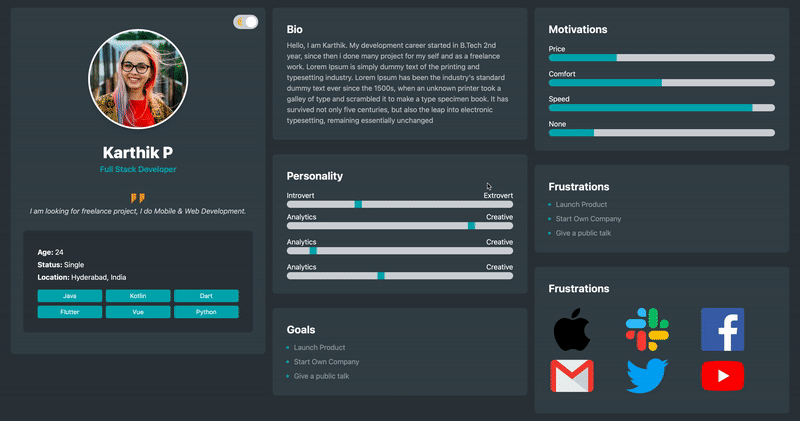 Karthik P
Full Stack Developer
I am looking for freelance project, I do Mobile & Web Development.
Age: 24
Status: Single
Location: Hyderabad, India
Java Kotlin Dart
Flutter Vue Python
Bio
Hello, I am Karthik. My development career started in B.Tech 2nd
year, since then i done many project for my self and as a freelance
work. Lorem Ipsum is simply dummy text of the printing and
typesetting industry. Lorem Ipsum has been the industry's standard
dummy text ever since the 1500s, when an unknown printer took a
galley of type and scrambled it to make a type specimen book. It has
survived not only five centuries, but also the leap into electronic
typesetting, remaining essentially unchanged
Personality
Introvert Extrovert
Analytics Creative
Analytics Creative
Analytics Creative
Goals
Launch Product
Start Own Company
Give a public talk
Motivations
Price
Comfort
Speed
None
Frustrations
Launch Product
Start Own Company
Give a public talk
Frustrations